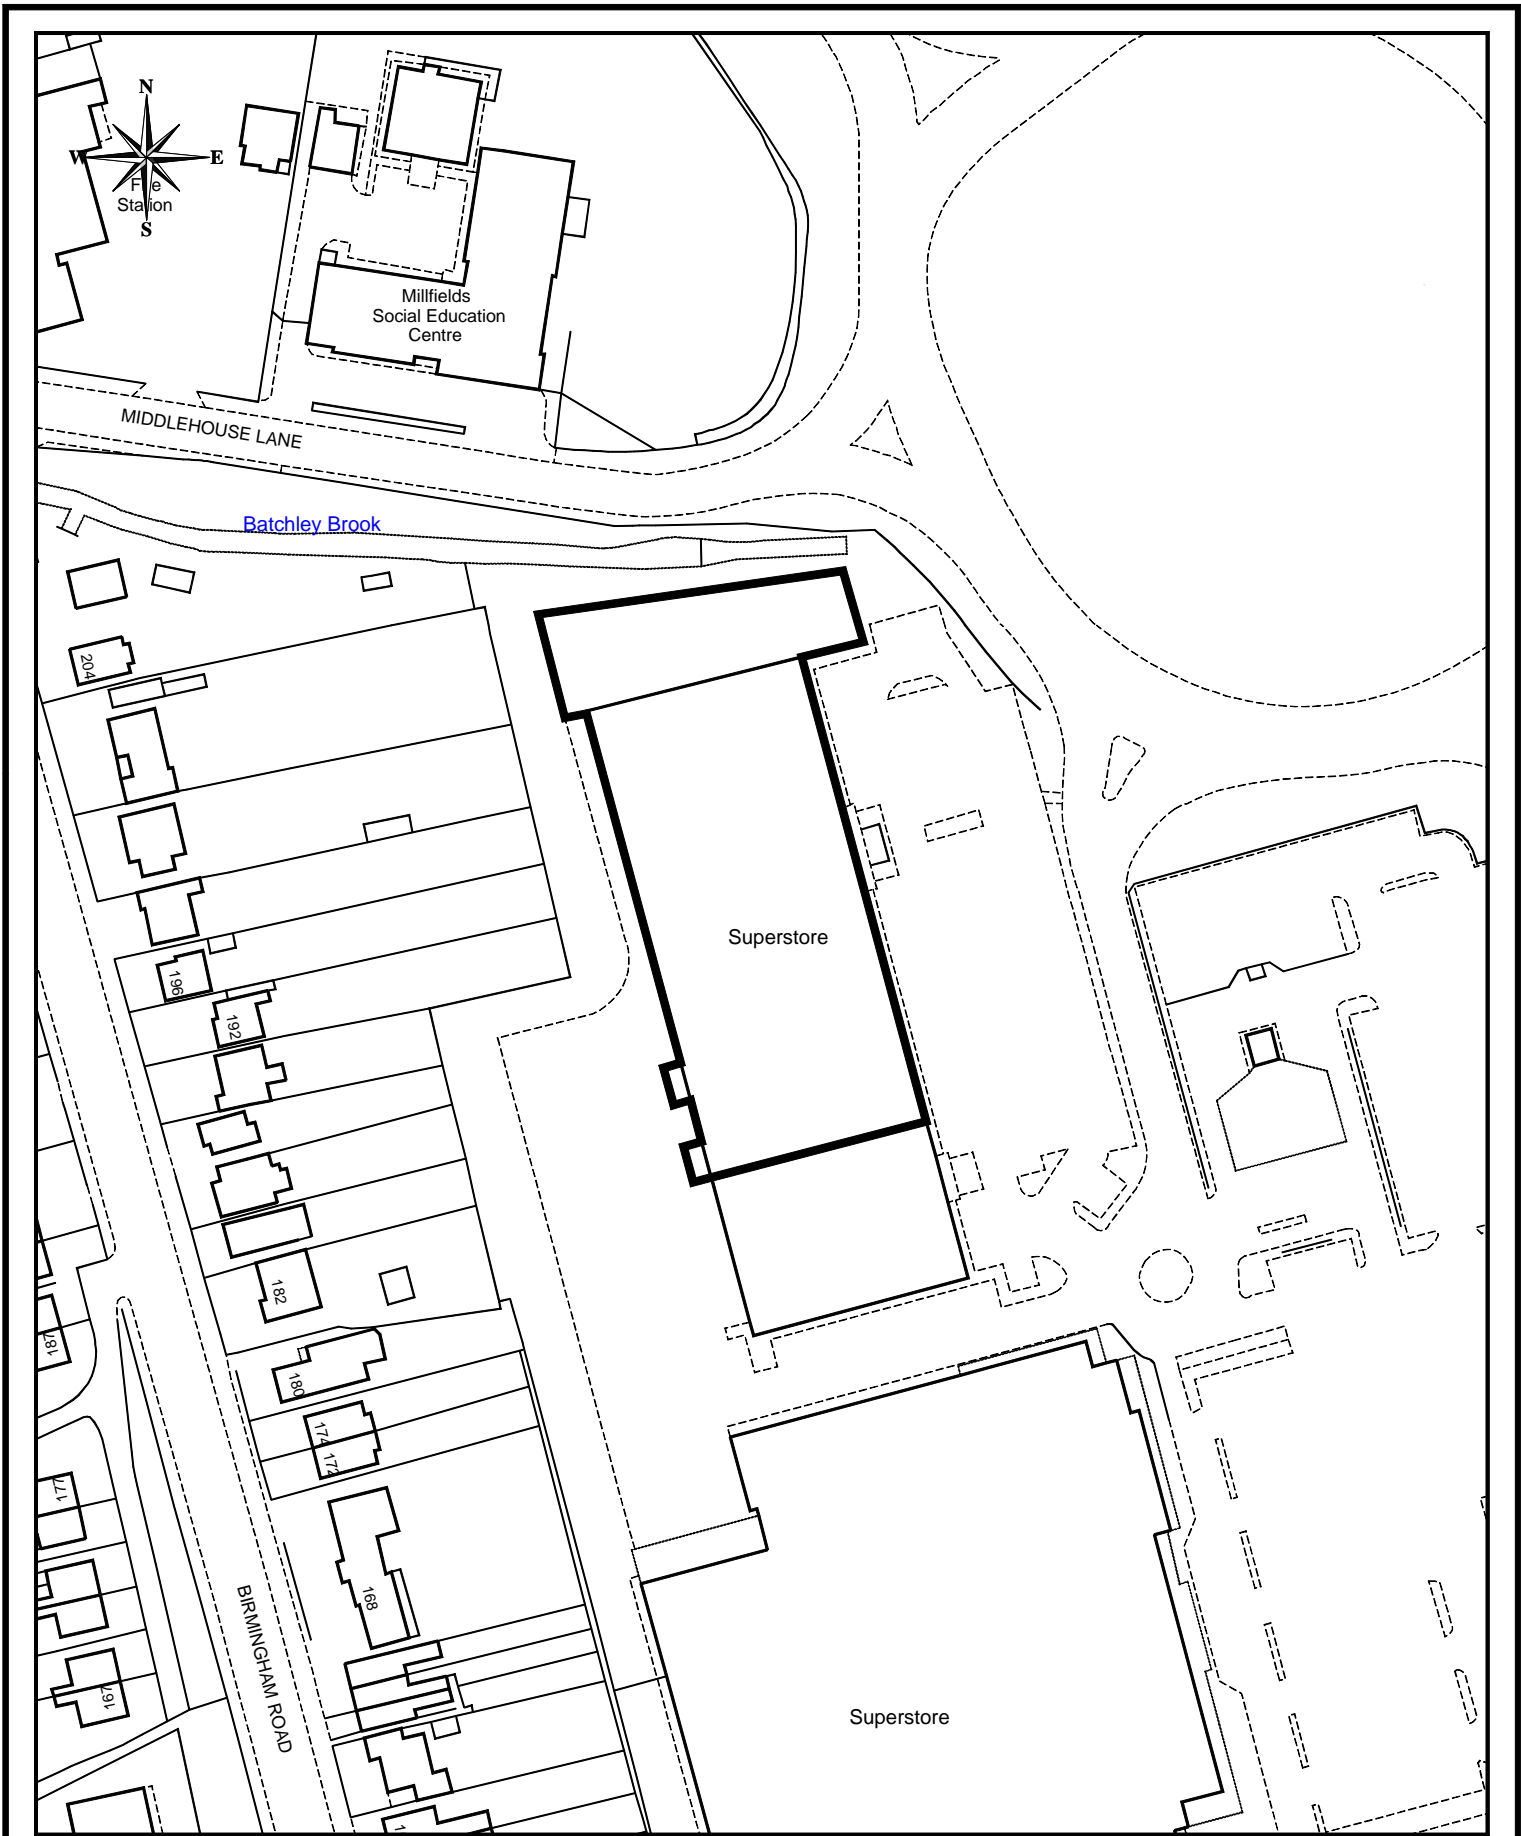 N
W
E
Fire
Station
S
Millfields
Social Education
Centre
MIDDLEHOUSE LANE
Batchley Brook
204
Superstore
196
192
182
187
180
174
172
177
168
BIRMINGHAM ROAD
167
Superstore